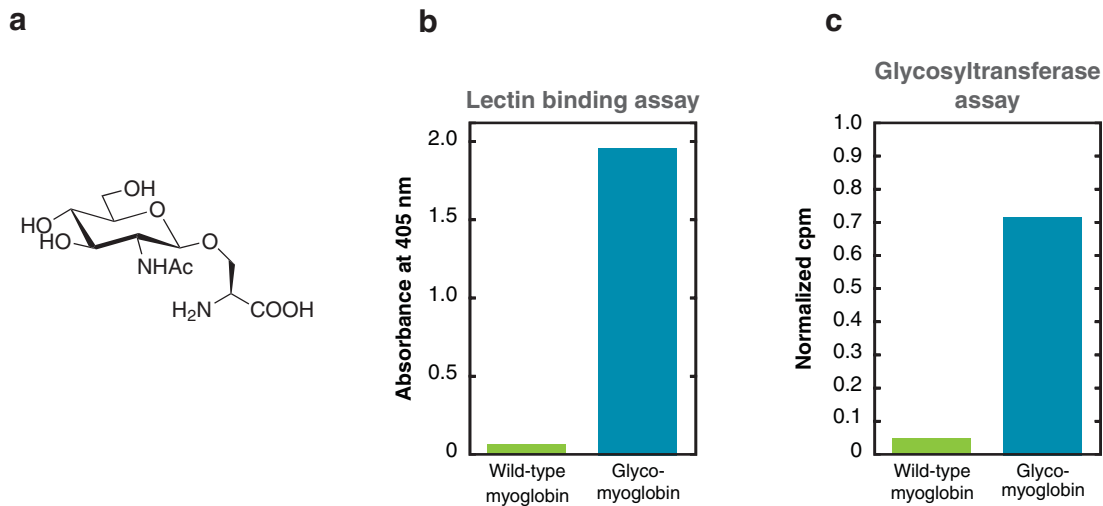 a
OH
HO
HO
O
O
NHAc
H2N
COOH
b
Lectin binding assay
Absorbance at 405 nm
2.0
1.5
1.0
0.5
0
Wild-type
myoglobin
Glyco-
myoglobin
c
Glycosyltransferase
assay
Normalized cpm
1.0
0.9
0.8
0.7
0.6
0.5
0.4
0.3
0.2
0.1
0
Wild-type
myoglobin
Glyco-
myoglobin